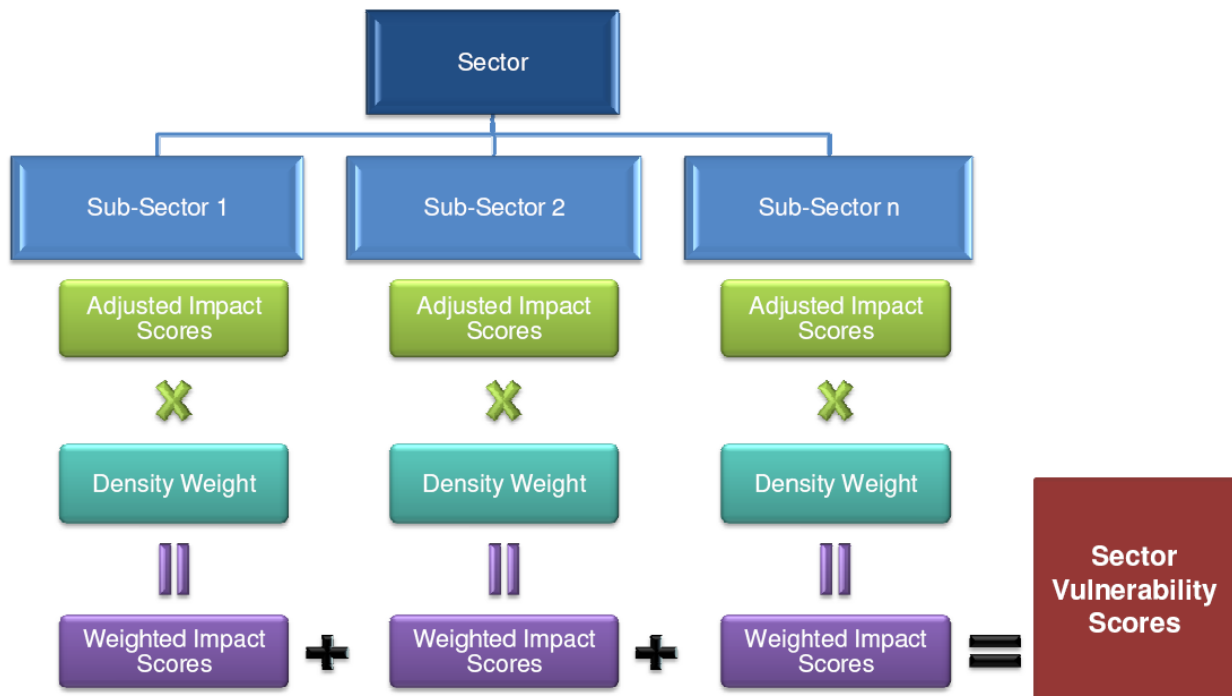 Sector
Sub-Sector 1
Sub-Sector 2
Sub-Sector n
Adjusted Impact
Scores
Adjusted Impact
Scores
Adjusted Impact
Scores
Density Weight
Density Weight
Density Weight
Weighted Impact
Scores
Weighted Impact
Scores
Weighted Impact
Scores
Sector
Vulnerability
Scores